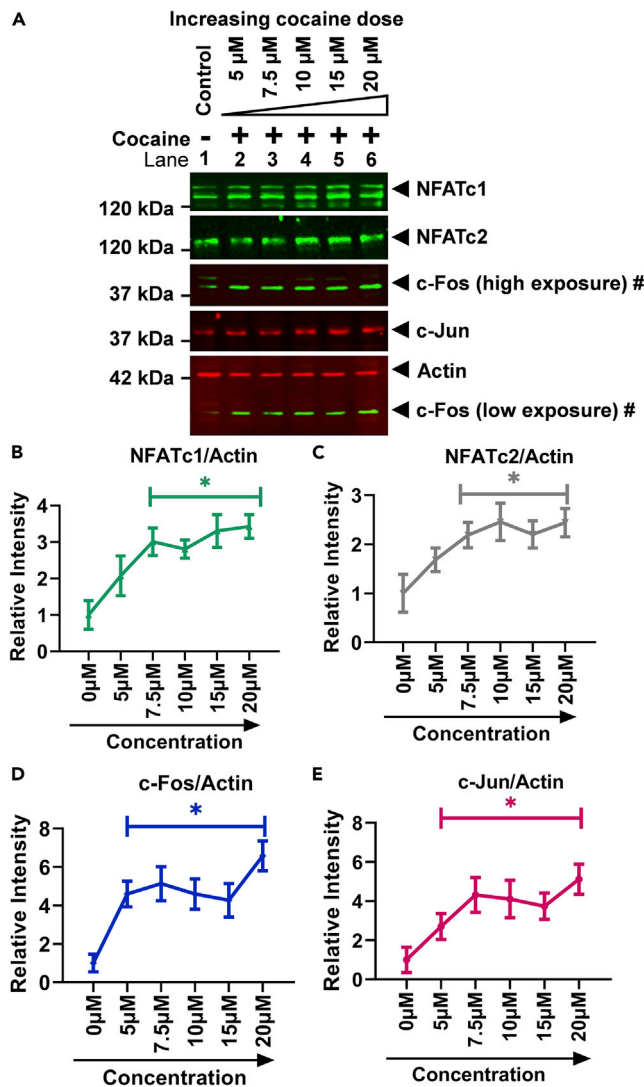 A
Increasing cocaine dose
Control
5 µM
7.5 µM
10 µM
15 µM
20 µM
Cocaine - + + + + +
Lane 1 2 3 4 5 6
120 kDa NFATc1
120 kDa NFATc2
37 kDa c-Fos (high exposure) #
37 kDa c-Jun
42 kDa Actin
c-Fos (low exposure) #
B
NFATc1/Actin
*
Relative Intensity
4
3
2
1
0
0µM
5µM
7.5µM
10µM
15µM
20µM
Concentration
C
NFATc2/Actin
*
Relative Intensity
3
2
1
0
0µM
5µM
7.5µM
10µM
15µM
20µM
Concentration
D
c-Fos/Actin
*
Relative Intensity
8
6
4
2
0
0µM
5µM
7.5µM
10µM
15µM
20µM
Concentration
E
c-Jun/Actin
*
Relative Intensity
8
6
4
2
0
0µM
5µM
7.5µM
10µM
15µM
20µM
Concentration